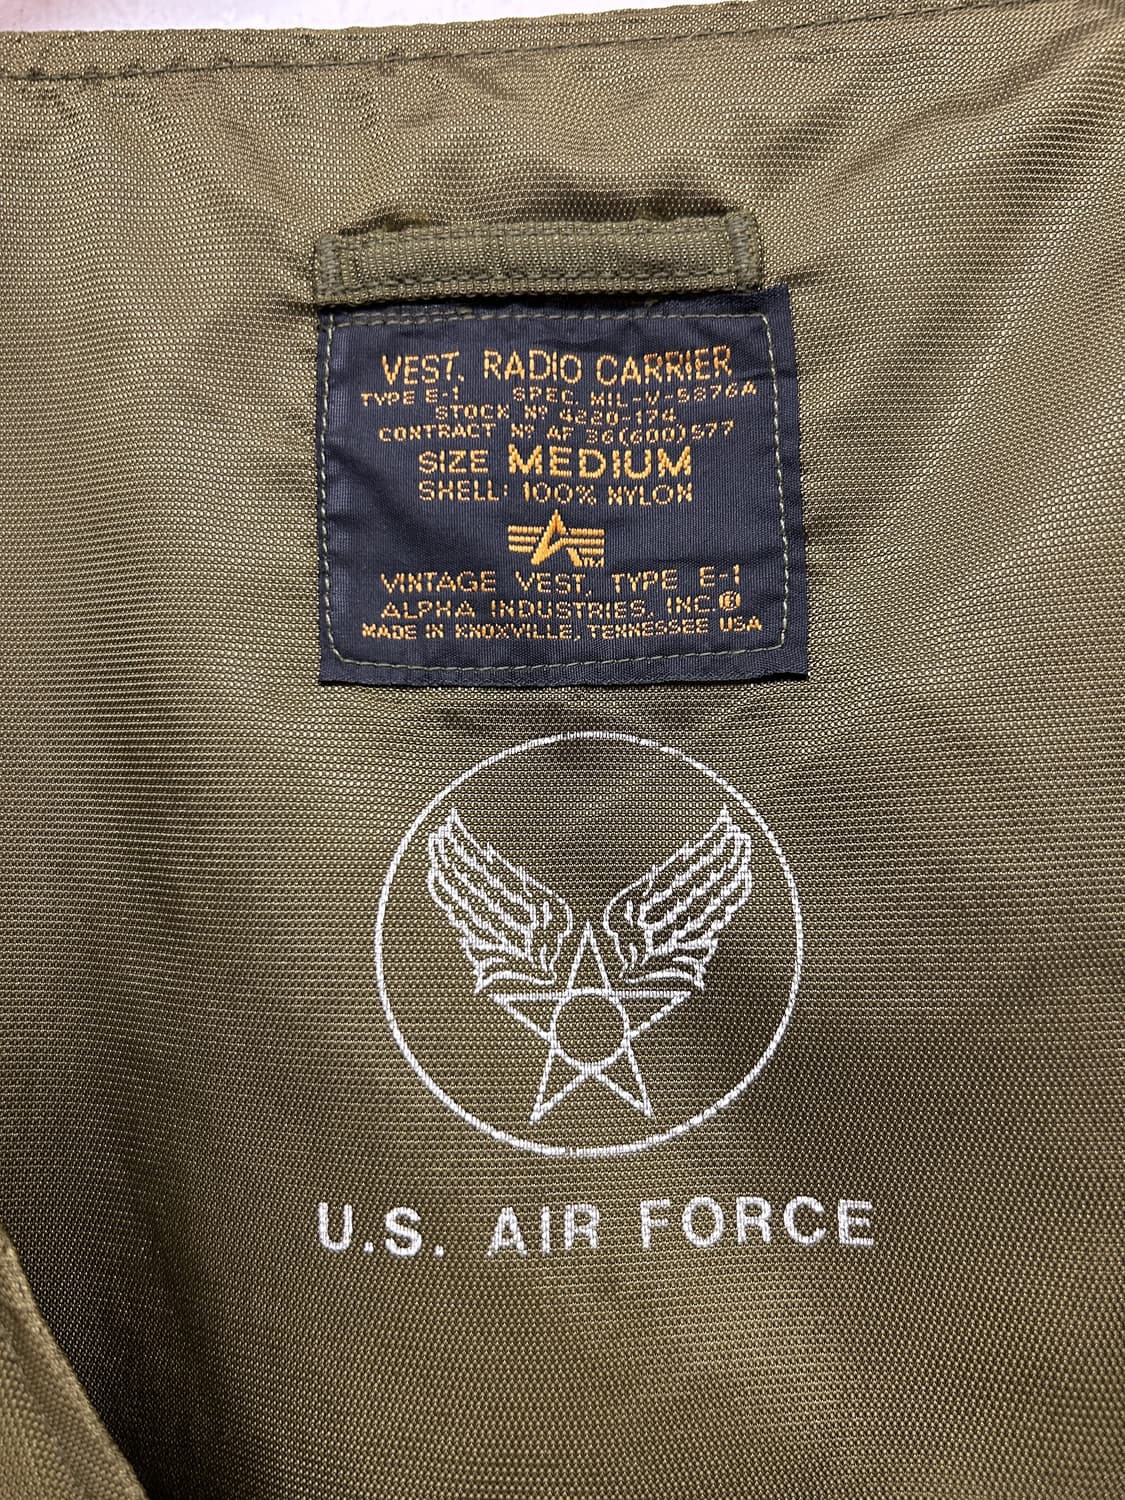 VEST, RADIO CARRIER
TYPE E-1 SPEC. MIL-V-5876A
STOCK Nº 4220-174
CONTRACT Nº AF 36(600)577
SIZE MEDIUM
SHELL: 100% NYLON
TM
VINTAGE VEST, TYPE E-1
ALPHA INDUSTRIES, INC.®
MADE IN KNOXVILLE, TENNESSEE USA
U.S. AIR FORCE